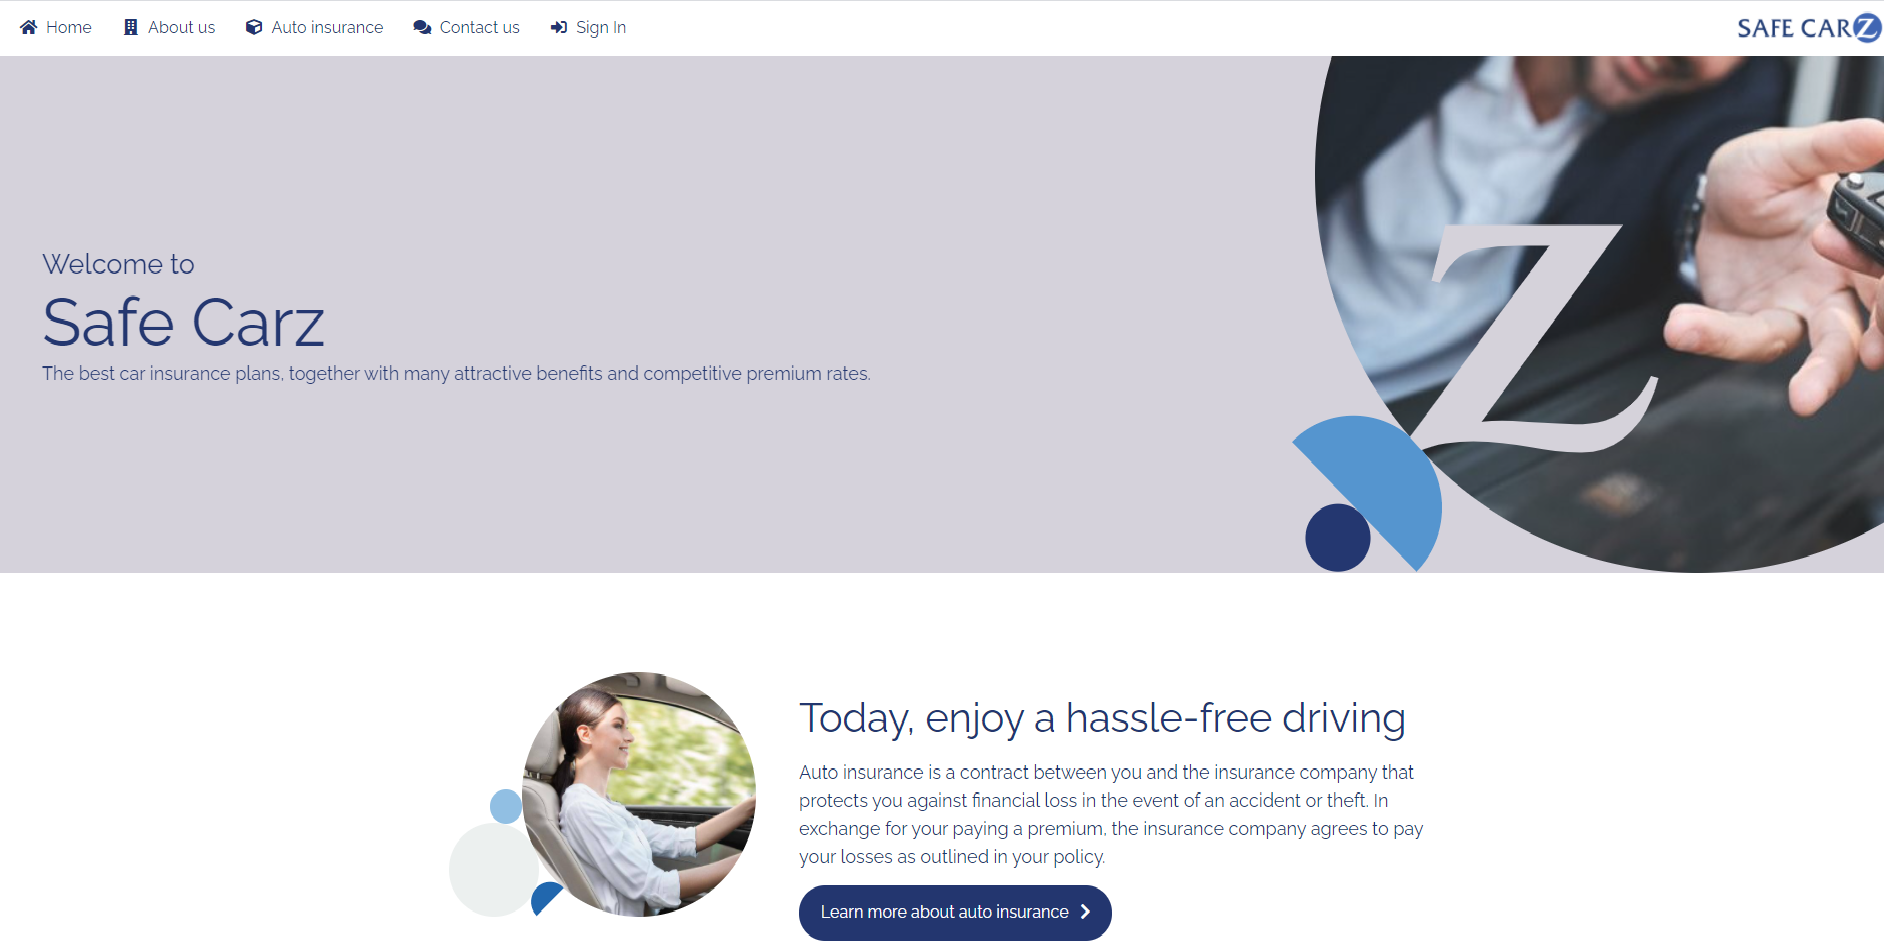 Home About us Auto insurance Contact us Sign In SAFE CARZ
Welcome to
Safe Carz
The best car insurance plans, together with many attractive benefits and competitive premium rates.
Z
Today, enjoy a hassle-free driving
Auto insurance is a contract between you and the insurance company that
protects you against financial loss in the event of an accident or theft. In
exchange for your paying a premium, the insurance company agrees to pay
your losses as outlined in your policy.
Learn more about auto insurance